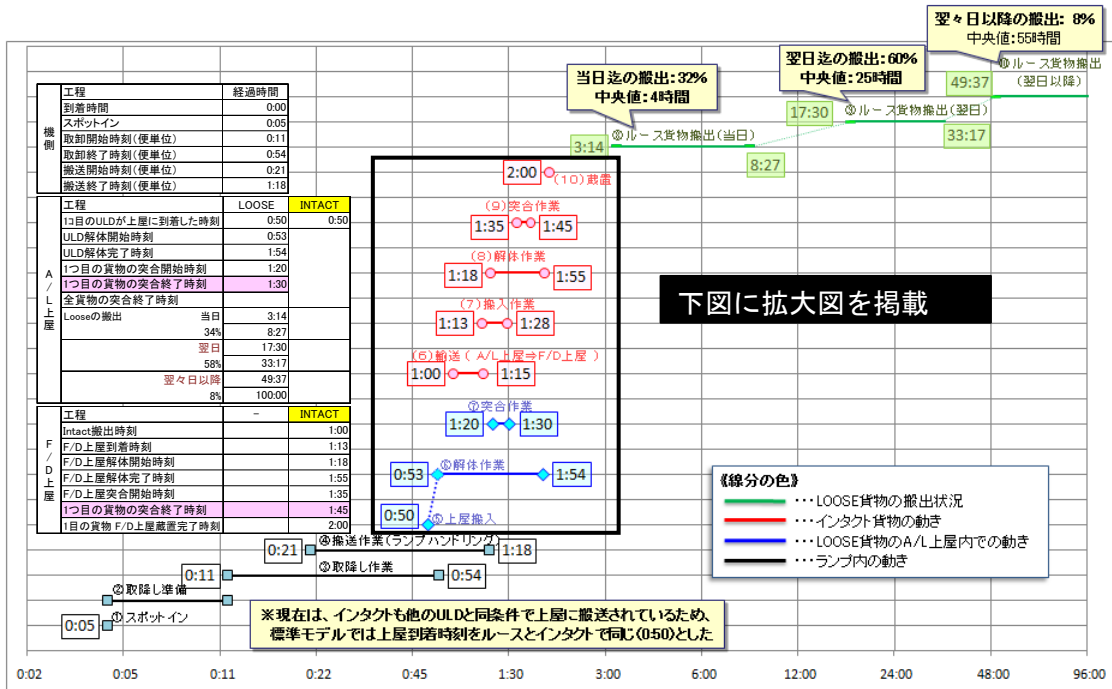 翌々日以降の搬出: 8%
中央値:55時間
翌日迄の搬出:60%
中央値:25時間
当日迄の搬出:32%
中央値:4時間
49:37
ルース貨物搬出
(翌日以降)
17:30
ルース貨物搬出(翌日)
33:17
3:14
ルース貨物搬出(当日)
8:27
機側
工程 経過時間
到着時間 0:00
スポットイン 0:05
取卸開始時刻(便単位) 0:11
取卸終了時刻(便単位) 0:54
搬送開始時刻(便単位) 0:21
搬送終了時刻(便単位) 1:18
A/L上屋
工程 LOOSE INTACT
1コ目のULDが上屋に到着した時刻 0:50 0:50
ULD解体開始時刻 0:53
ULD解体完了時刻 1:54
1つ目の貨物の突合開始時刻 1:20
1つ目の貨物の突合終了時刻 1:30
全貨物の突合終了時刻
Looseの搬出 当日 3:14
34% 8:27
翌日 17:30
58% 33:17
翌々日以降 49:37
8% 100:00
F/D上屋
工程 - INTACT
Intact搬出時刻 1:00
F/D上屋到着時刻 1:13
F/D上屋解体開始時刻 1:18
F/D上屋解体完了時刻 1:55
F/D上屋突合開始時刻 1:35
1つ目の貨物の突合終了時刻 1:45
1目の貨物 F/D上屋蔵置完了時刻 2:00
2:00
(10)蔵置
(9)突合作業
1:35 1:45
(8)解体作業
1:18 1:55
(7)搬入作業
1:13 1:28
(6)輸送( A/L上屋⇒F/D上屋 )
1:00 1:15
⑦突合作業
1:20 1:30
⑥解体作業
0:53 1:54
0:50
⑤上屋搬入
下図に拡大図を掲載
④搬送作業(ランプハンドリング)
0:21 1:18
③取降し作業
0:11 0:54
②取降し準備
0:05
①スポットイン
《線分の色》
・・・LOOSE貨物の搬出状況
・・・インタクト貨物の動き
・・・LOOSE貨物のA/L上屋内での動き
・・・ランプ内の動き
※現在は、インタクトも他のULDと同条件で上屋に搬送されているため、
標準モデルでは上屋到着時刻をルースとインタクトで同じ(0:50)とした
0:02 0:05 0:11 0:22 0:45 1:30 3:00 6:00 12:00 24:00 48:00 96:00